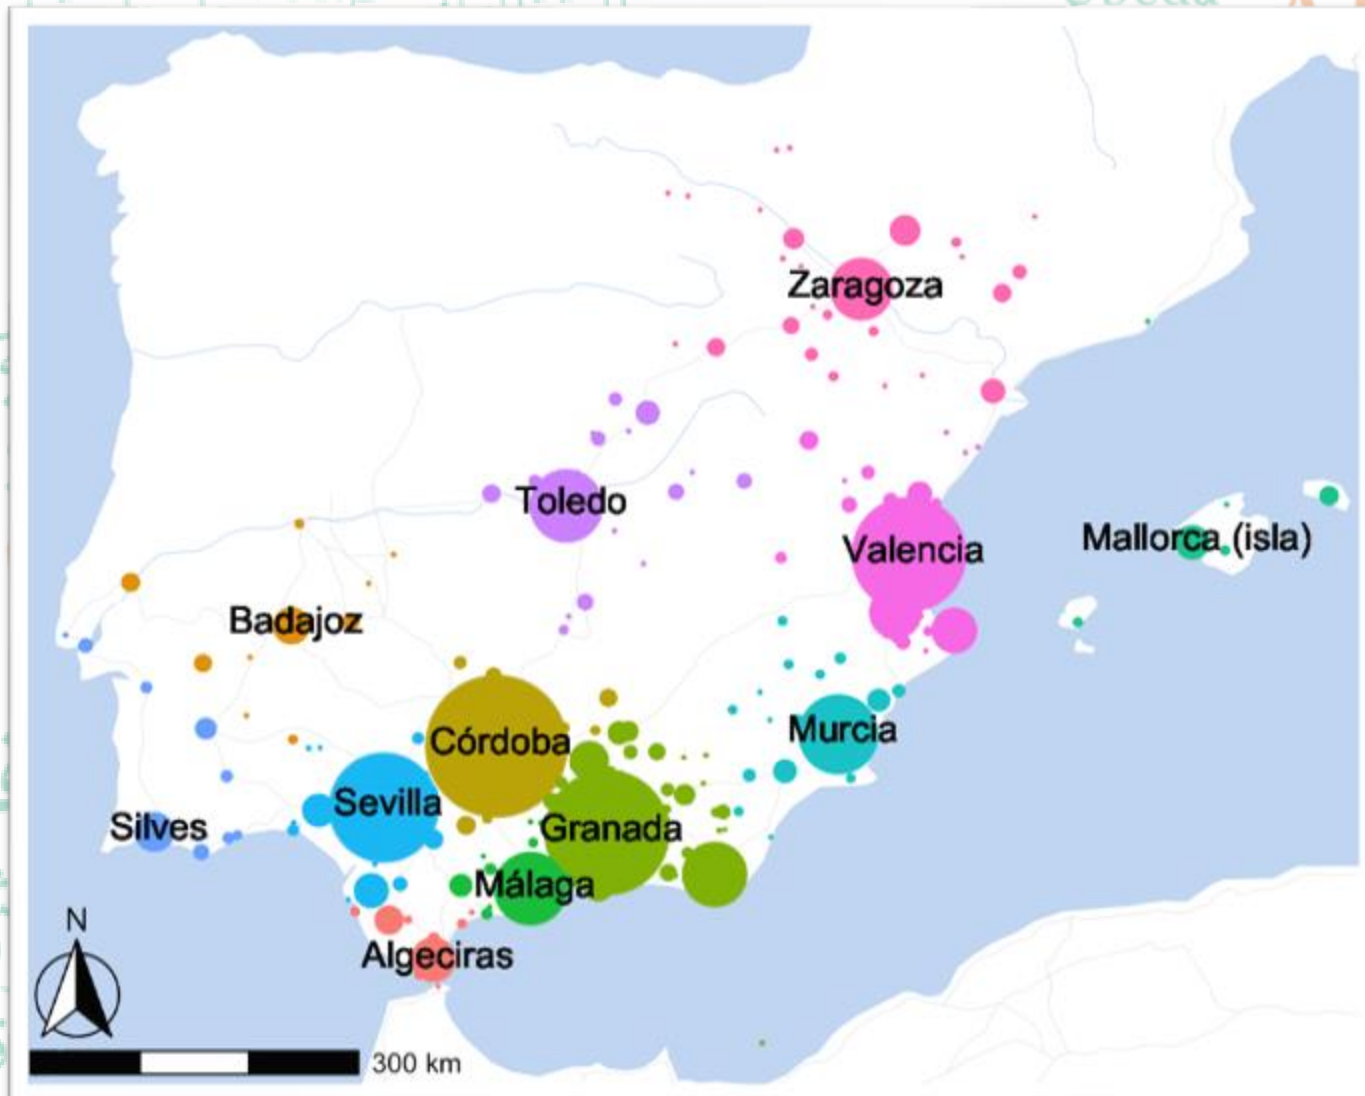 Zaragoza
Toledo
Valencia
Mallorca (isla)
Badajoz
Córdoba
Murcia
Sevilla
Silves
Granada
Málaga
N
Algeciras
300 km